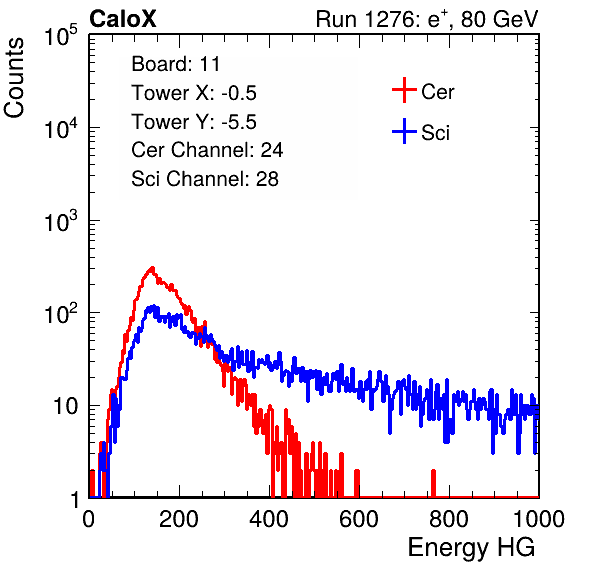 CaloX Run 1276: e⁺, 80 GeV
Board: 11
Tower X: -0.5
Tower Y: -5.5
Cer Channel: 24
Sci Channel: 28
Cer
Sci
Counts
10⁵
10⁴
10³
10²
10
1
0 200 400 600 800 1000
Energy HG